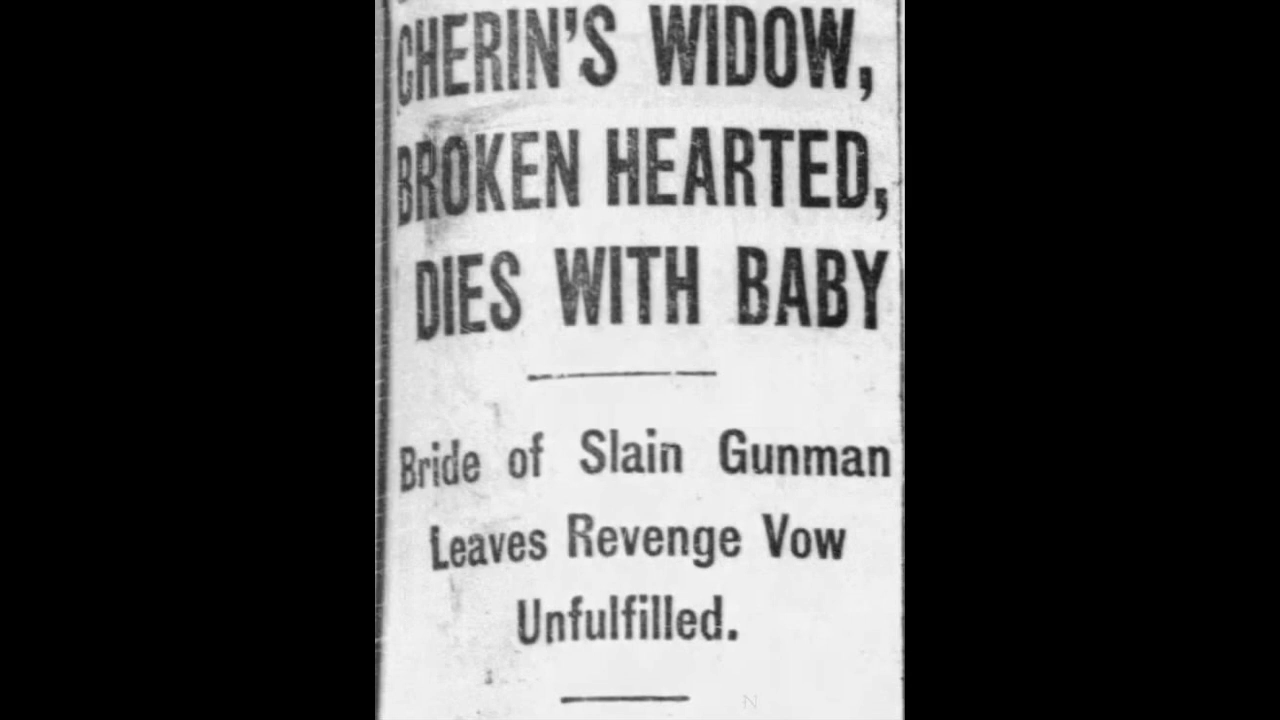 CHERIN'S WIDOW,
BROKEN HEARTED,
DIES WITH BABY
Bride of Slain Gunman
Leaves Revenge Vow
Unfulfilled.
N